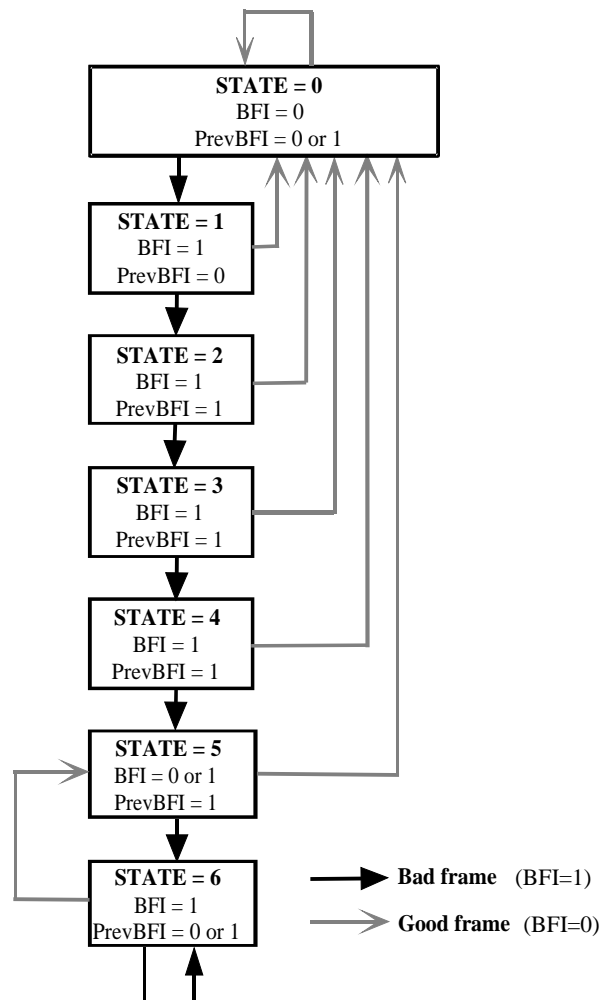 STATE = 0
BFI = 0
PrevBFI = 0 or 1
STATE = 1
BFI = 1
PrevBFI = 0
STATE = 2
BFI = 1
PrevBFI = 1
STATE = 3
BFI = 1
PrevBFI = 1
STATE = 4
BFI = 1
PrevBFI = 1
STATE = 5
BFI = 0 or 1
PrevBFI = 1
STATE = 6
BFI = 1
PrevBFI = 0 or 1
Bad frame (BFI=1)
Good frame (BFI=0)